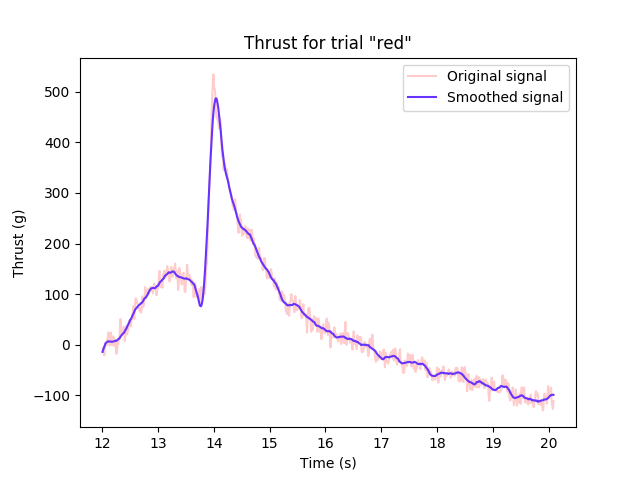 Thrust for trial "red"
Original signal
Smoothed signal
Thrust (g)
500
400
300
200
100
0
−100
12 13 14 15 16 17 18 19 20
Time (s)